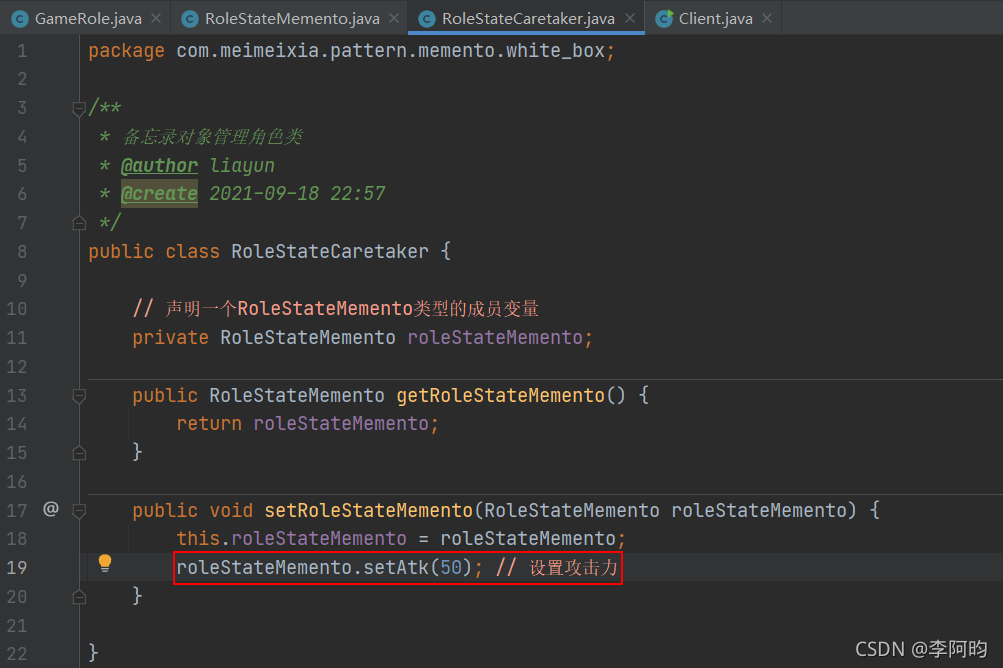 GameRole.java RoleStateMemento.java RoleStateCaretaker.java Client.java
1 package com.meimeixia.pattern.memento.white_box;
2
3 /**
4 * 备忘录对象管理角色类
5 * @author liayun
6 * @create 2021-09-18 22:57
7 */
8 public class RoleStateCaretaker {
9
10 // 声明一个RoleStateMemento类型的成员变量
11 private RoleStateMemento roleStateMemento;
12
13 public RoleStateMemento getRoleStateMemento() {
14 return roleStateMemento;
15 }
16
17 @ public void setRoleStateMemento(RoleStateMemento roleStateMemento) {
18 this.roleStateMemento = roleStateMemento;
19 roleStateMemento.setAtk(50); // 设置攻击力
20 }
21
22 }
CSDN @李阿昀